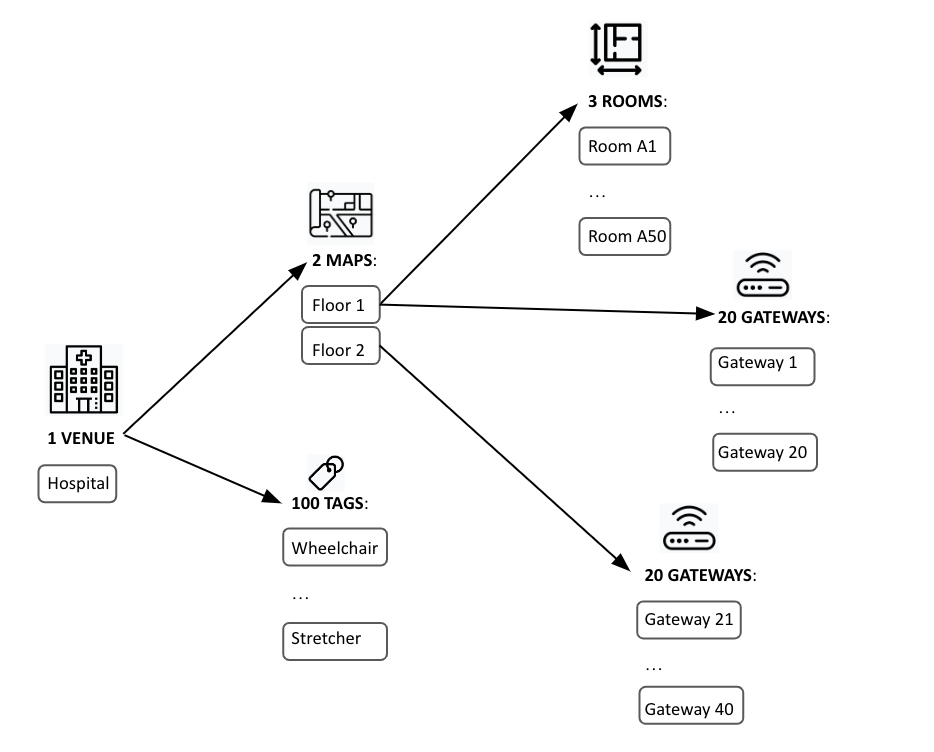 3 ROOMS:
Room A1
...
Room A50
2 MAPS:
Floor 1
Floor 2
20 GATEWAYS:
Gateway 1
...
Gateway 20
1 VENUE
Hospital
100 TAGS:
Wheelchair
...
Stretcher
20 GATEWAYS:
Gateway 21
...
Gateway 40